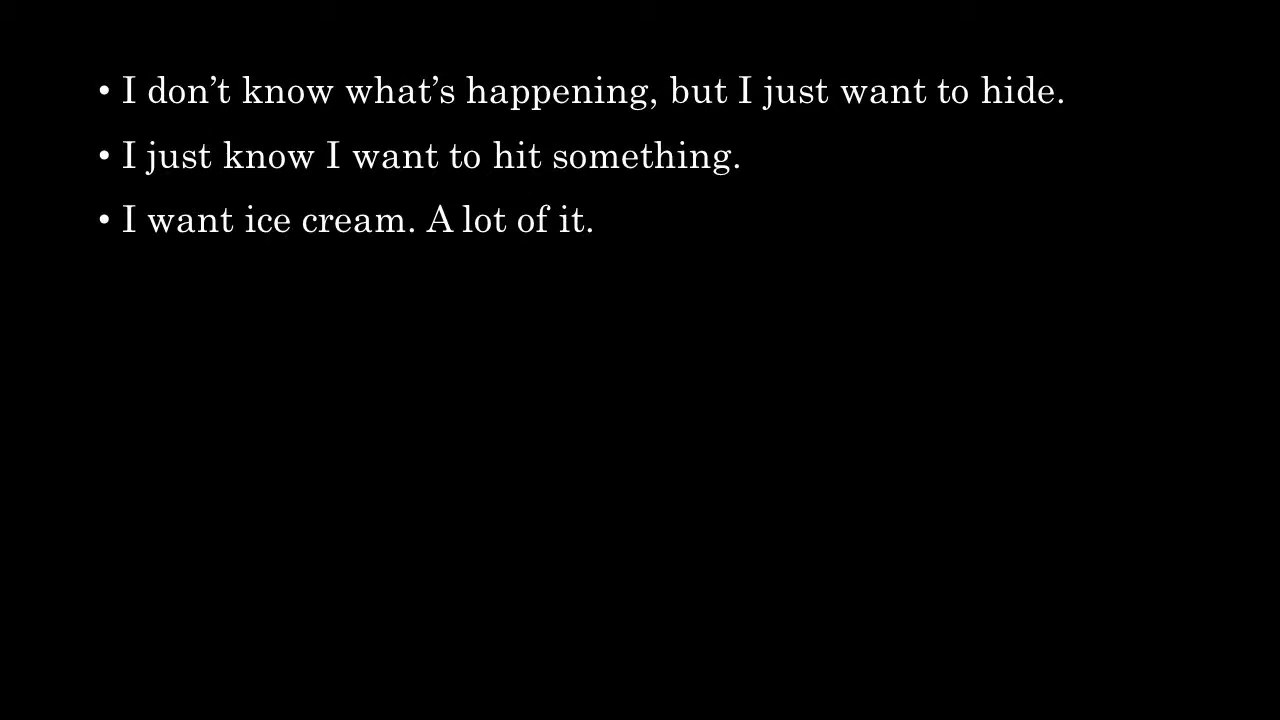 • I don’t know what’s happening, but I just want to hide.
• I just know I want to hit something.
• I want ice cream. A lot of it.